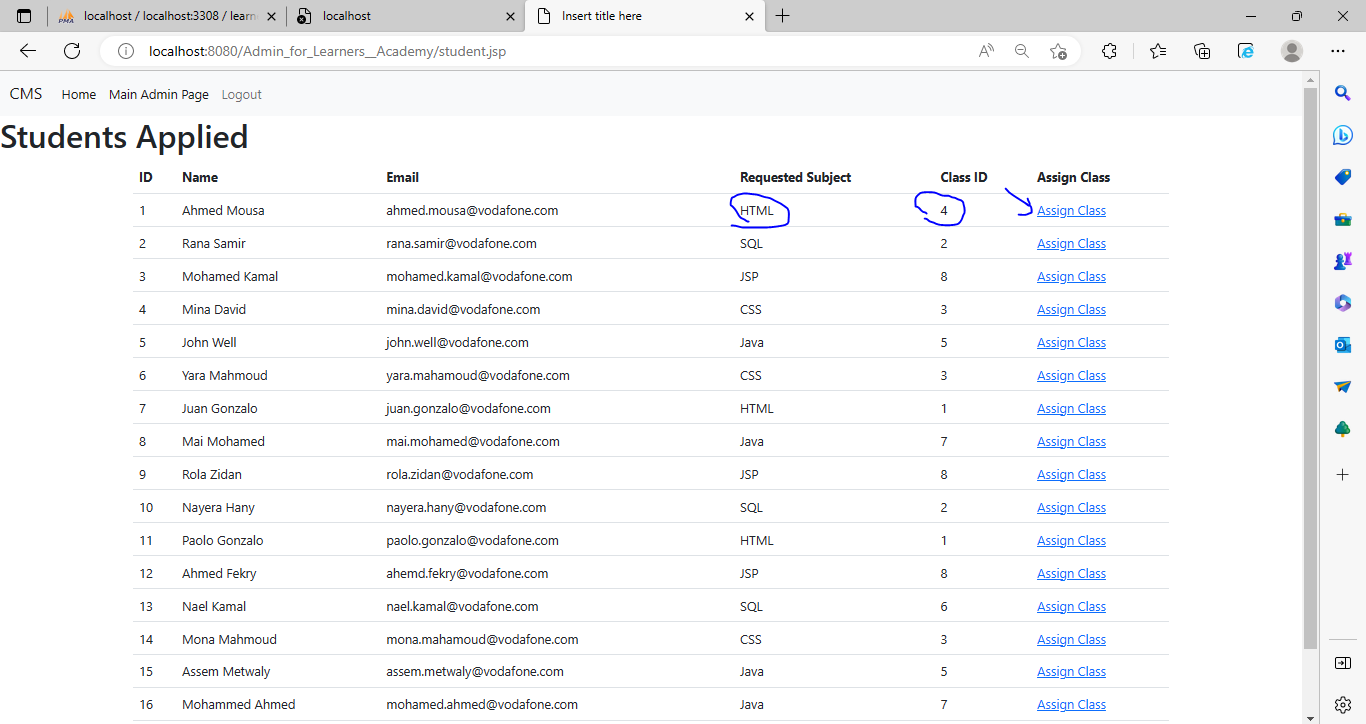 localhost / localhost:3308 / learn
localhost
Insert title here
localhost:8080/Admin_for_Learners__Academy/student.jsp
CMS Home Main Admin Page Logout
Students Applied
ID Name Email Requested Subject Class ID Assign Class
1 Ahmed Mousa ahmed.mousa@vodafone.com HTML 4 Assign Class
2 Rana Samir rana.samir@vodafone.com SQL 2 Assign Class
3 Mohamed Kamal mohamed.kamal@vodafone.com JSP 8 Assign Class
4 Mina David mina.david@vodafone.com CSS 3 Assign Class
5 John Well john.well@vodafone.com Java 5 Assign Class
6 Yara Mahmoud yara.mahamoud@vodafone.com CSS 3 Assign Class
7 Juan Gonzalo juan.gonzalo@vodafone.com HTML 1 Assign Class
8 Mai Mohamed mai.mohamed@vodafone.com Java 7 Assign Class
9 Rola Zidan rola.zidan@vodafone.com JSP 8 Assign Class
10 Nayera Hany nayera.hany@vodafone.com SQL 2 Assign Class
11 Paolo Gonzalo paolo.gonzalo@vodafone.com HTML 1 Assign Class
12 Ahmed Fekry ahemd.fekry@vodafone.com JSP 8 Assign Class
13 Nael Kamal nael.kamal@vodafone.com SQL 6 Assign Class
14 Mona Mahmoud mona.mahamoud@vodafone.com CSS 3 Assign Class
15 Assem Metwaly assem.metwaly@vodafone.com Java 5 Assign Class
16 Mohammed Ahmed mohamed.ahmed@vodafone.com Java 7 Assign Class